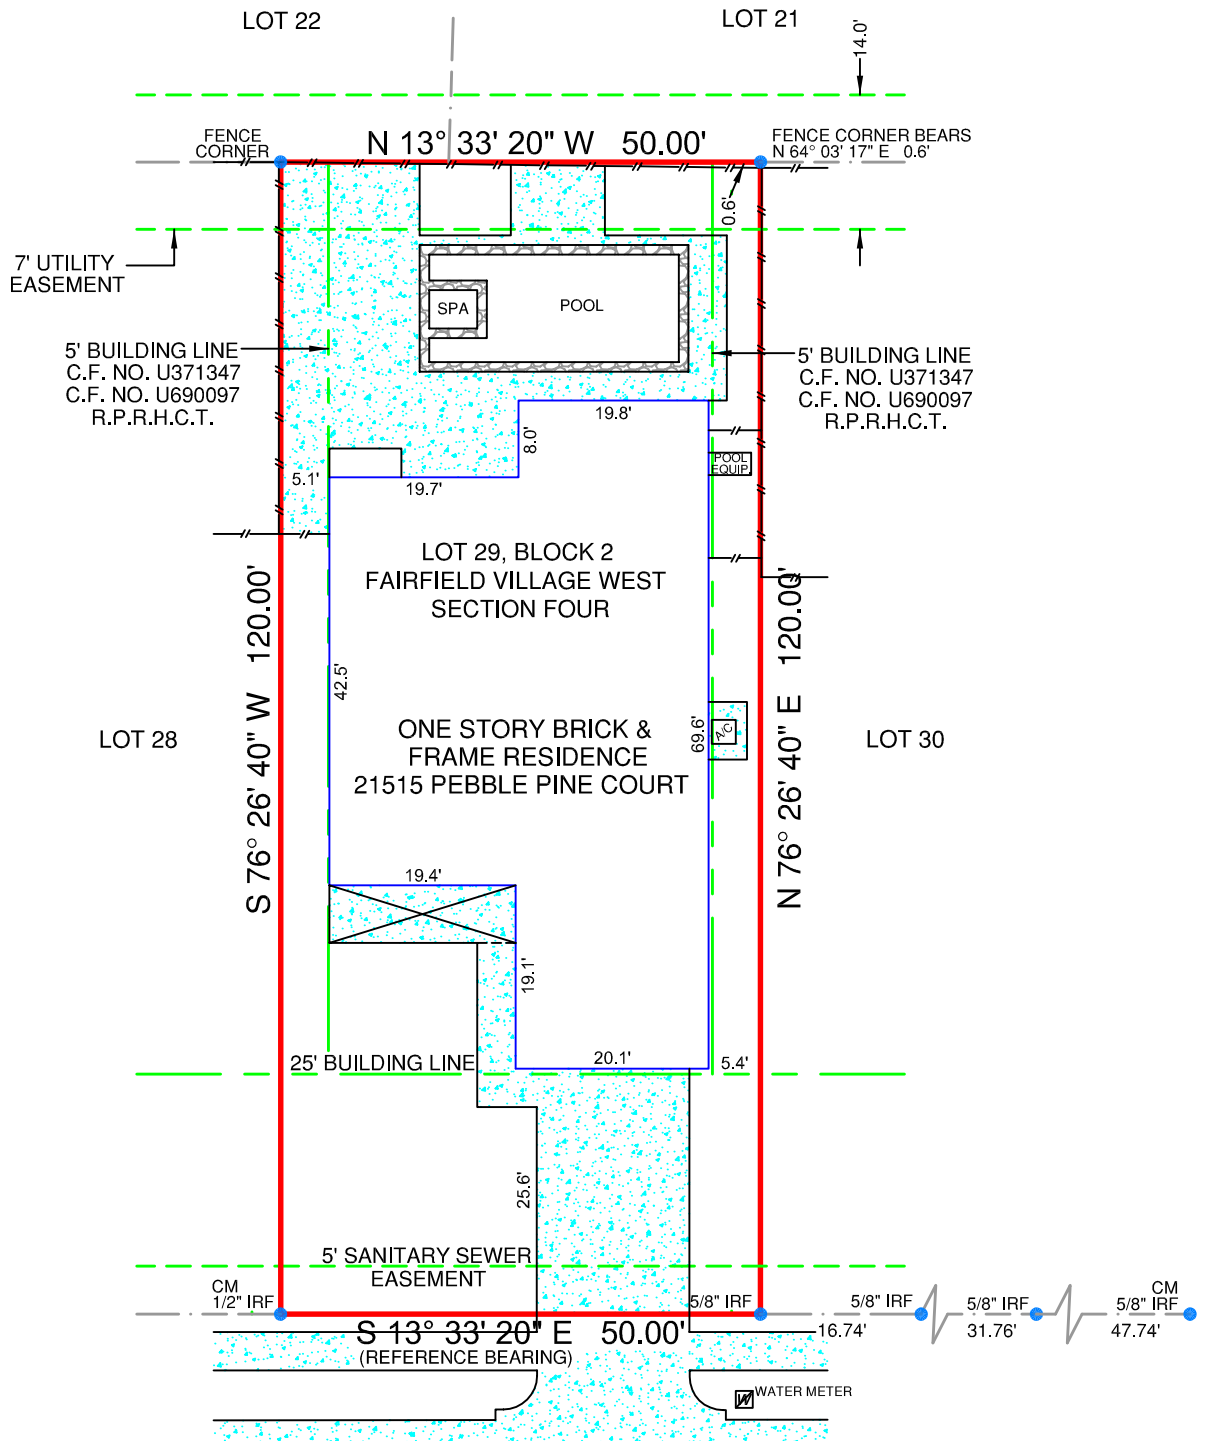 LOT 22
LOT 21
14.0'
FENCE
CORNER
N 13° 33' 20" W 50.00'
FENCE CORNER BEARS
N 64° 03' 17" E 0.6'
0.6'
7' UTILITY
EASEMENT
SPA
POOL
5' BUILDING LINE
C.F. NO. U371347
C.F. NO. U690097
R.P.R.H.C.T.
5' BUILDING LINE
C.F. NO. U371347
C.F. NO. U690097
R.P.R.H.C.T.
19.8'
8.0'
POOL
EQUIP.
5.1'
19.7'
LOT 29, BLOCK 2
FAIRFIELD VILLAGE WEST
SECTION FOUR
S 76° 26' 40" W 120.00'
N 76° 26' 40" E 120.00'
42.5'
LOT 28
ONE STORY BRICK &
FRAME RESIDENCE
21515 PEBBLE PINE COURT
69.6'
A/C
LOT 30
19.4'
19.1'
25' BUILDING LINE
20.1'
5.4'
25.6'
5' SANITARY SEWER
EASEMENT
CM
1/2" IRF
5/8" IRF
5/8" IRF
5/8" IRF
CM
5/8" IRF
S 13° 33' 20" E 50.00'
(REFERENCE BEARING)
16.74'
31.76'
47.74'
W
WATER METER